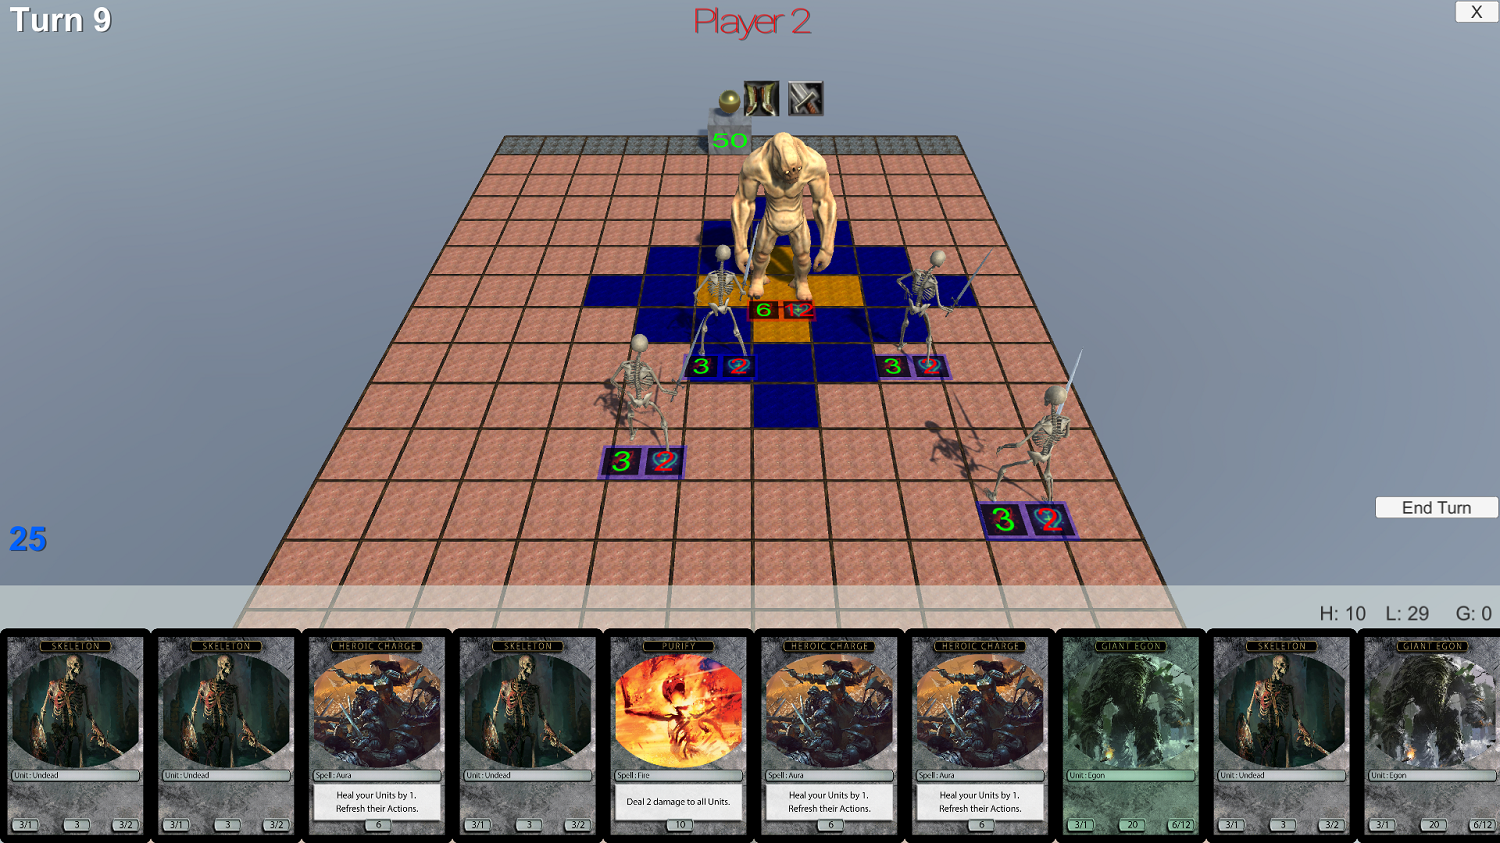 Turn 9
Player 2
X
50
6 12
3 2
3 2
3 2
3 2
End Turn
25
H: 10 L: 29 G: 0
SKELETON
Unit: Undead
3/1 3 3/2
SKELETON
Unit: Undead
3/1 3 3/2
HEROIC CHARGE
Spell: Aura
Heal your Units by 1.
Refresh their Actions.
6
SKELETON
Unit: Undead
3/1 3 3/2
PURIFY
Spell: Fire
Deal 2 damage to all Units.
10
HEROIC CHARGE
Spell: Aura
Heal your Units by 1.
Refresh their Actions.
6
HEROIC CHARGE
Spell: Aura
Heal your Units by 1.
Refresh their Actions.
6
GIANT EGON
Unit: Egon
3/1 20 6/12
SKELETON
Unit: Undead
3/1 3 3/2
GIANT EGON
Unit: Egon
3/1 20 6/12